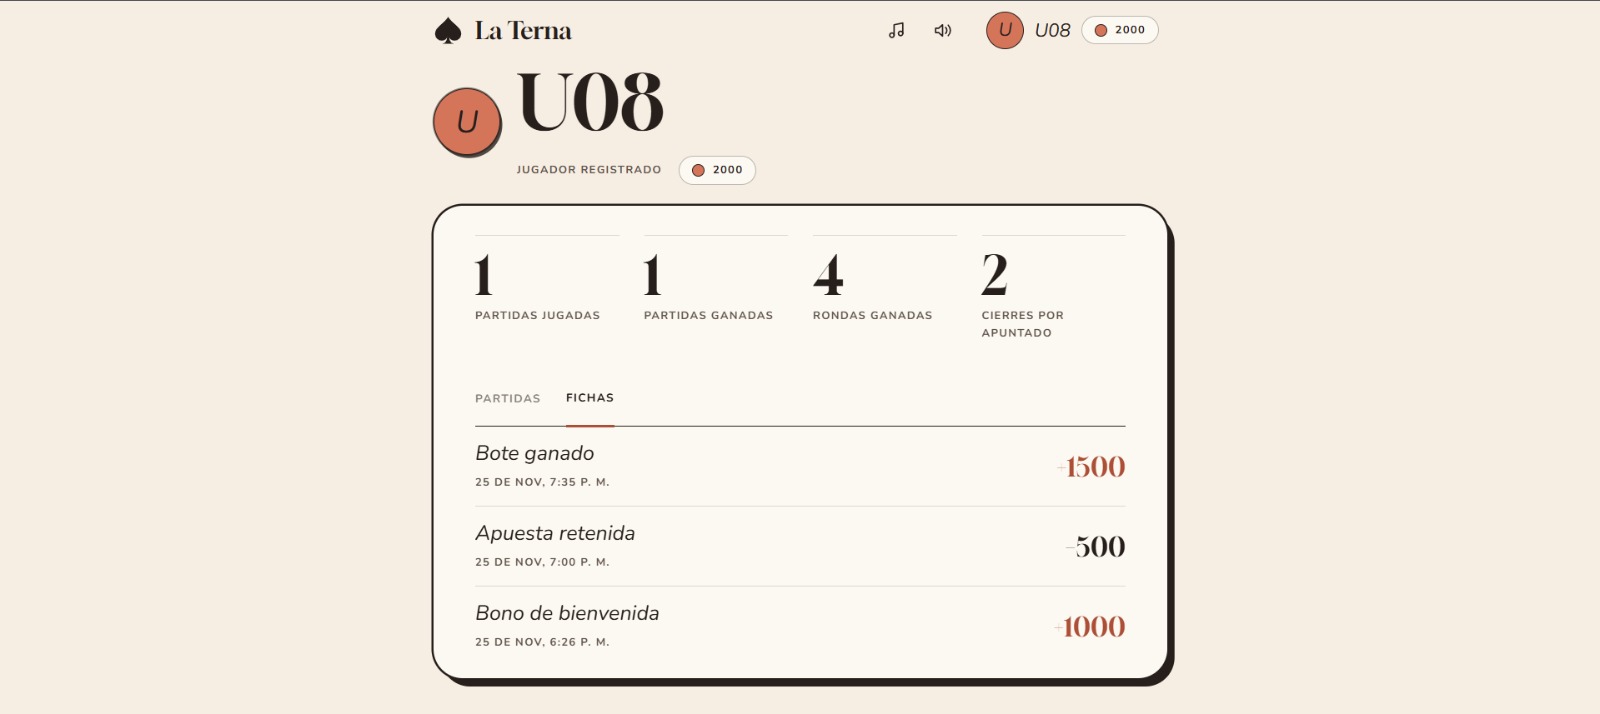 La Terna
U
U08
2000
U
U08
JUGADOR REGISTRADO
2000
1
PARTIDAS JUGADAS
1
PARTIDAS GANADAS
4
RONDAS GANADAS
2
CIERRES POR
APUNTADO
PARTIDAS
FICHAS
Bote ganado
25 DE NOV, 7:35 P. M.
+1500
Apuesta retenida
25 DE NOV, 7:00 P. M.
-500
Bono de bienvenida
25 DE NOV, 6:26 P. M.
+1000